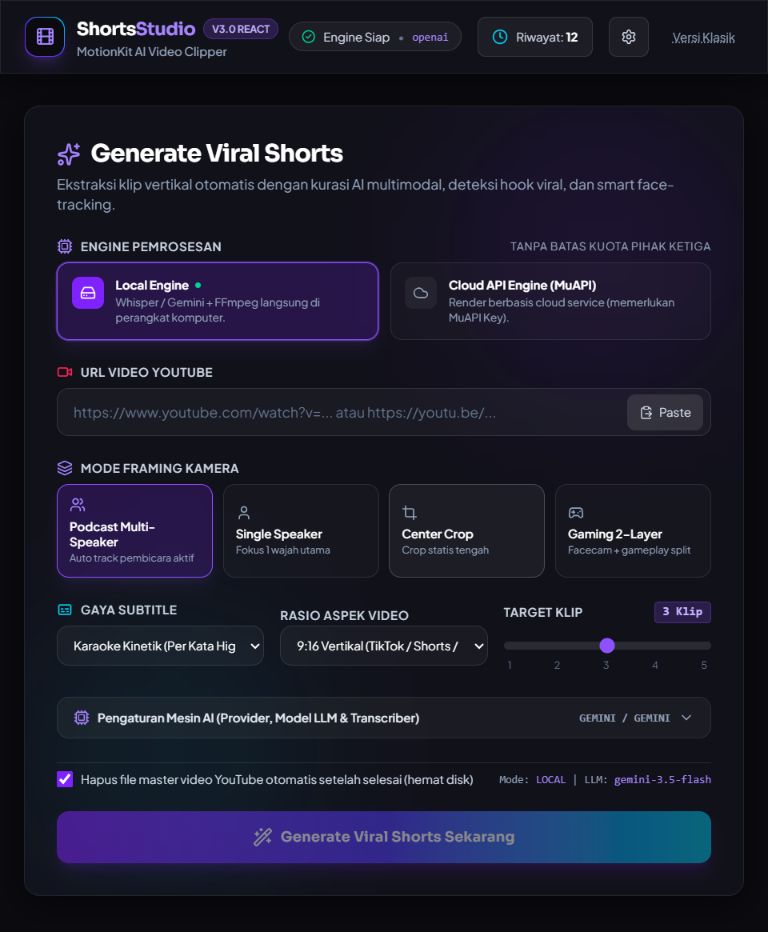 ShortsStudio V3.0 REACT
MotionKit AI Video Clipper
Engine Siap • openai
Riwayat: 12
Versi Klasik
Generate Viral Shorts
Ekstraksi klip vertikal otomatis dengan kurasi AI multimodal, deteksi hook viral, dan smart face-
tracking.
ENGINE PEMROSESAN
TANPA BATAS KUOTA PIHAK KETIGA
Local Engine
Whisper / Gemini + FFmpeg langsung di
perangkat komputer.
Cloud API Engine (MuAPI)
Render berbasis cloud service (memerlukan
MuAPI Key).
URL VIDEO YOUTUBE
https://www.youtube.com/watch?v=... atau https://youtu.be/...
Paste
MODE FRAMING KAMERA
Podcast Multi-
Speaker
Auto track pembicara aktif
Single Speaker
Fokus 1 wajah utama
Center Crop
Crop statis tengah
Gaming 2-Layer
Facecam + gameplay split
GAYA SUBTITLE
Karaoke Kinetik (Per Kata Hig
RASIO ASPEK VIDEO
9:16 Vertikal (TikTok / Shorts /
TARGET KLIP
3 Klip
1 2 3 4 5
Pengaturan Mesin AI (Provider, Model LLM & Transcriber)
GEMINI / GEMINI
Hapus file master video YouTube otomatis setelah selesai (hemat disk)
Mode: LOCAL | LLM: gemini-3.5-flash
Generate Viral Shorts Sekarang